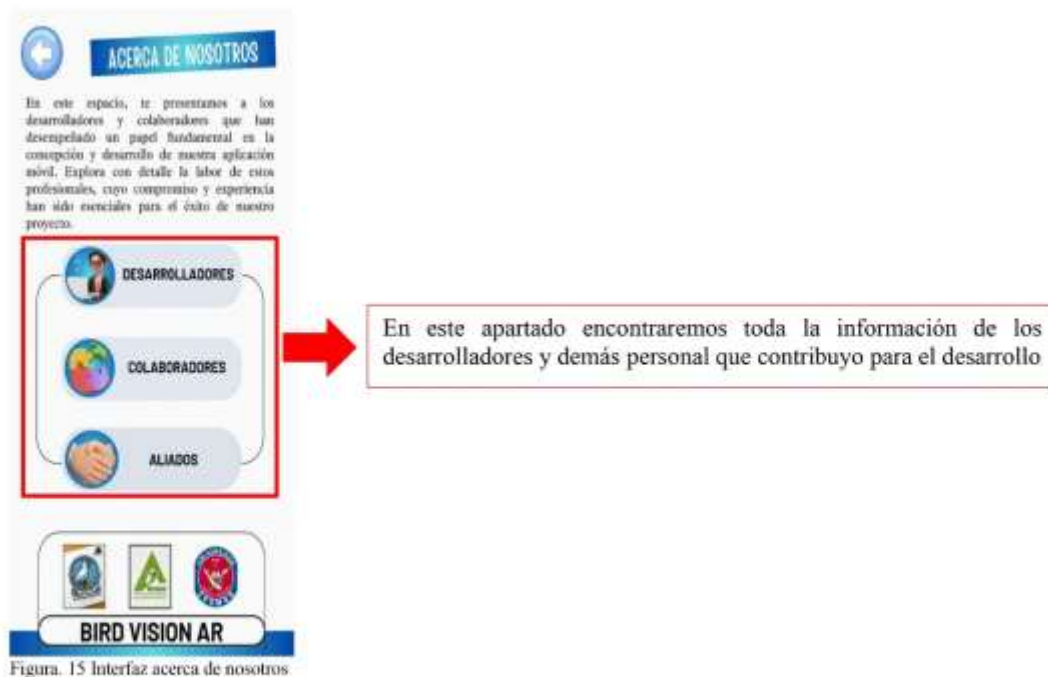 ACERCA DE NOSOTROS
En este espacio, te presentamos a los
desarrolladores y colaboradores que han
desempeñado un papel fundamental en la
concepción y desarrollo de nuestra aplicación
móvil. Explora con detalle la labor de estos
profesionales, cuyo compromiso y experiencia
han sido esenciales para el éxito de nuestro
proyecto.
DESARROLLADORES
COLABORADORES
ALIADOS
En este apartado encontraremos toda la información de los
desarrolladores y demás personal que contribuyo para el desarrollo
BIRD VISION AR
Figura. 15 Interfaz acerca de nosotros